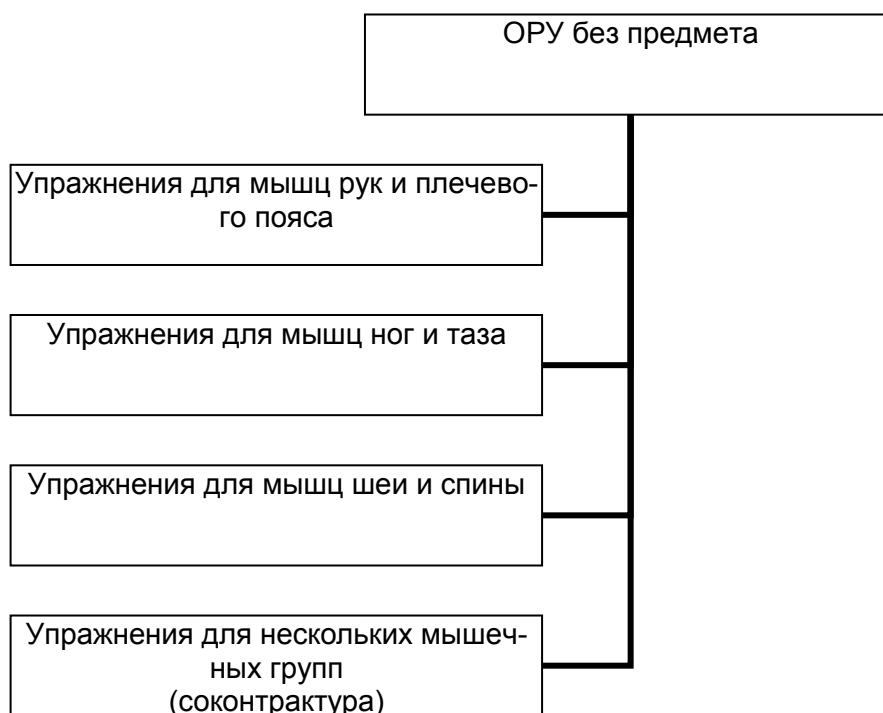 ОРУ без предмета
Упражнения для мышц рук и плечево-
го пояса
Упражнения для мышц ног и таза
Упражнения для мышц шеи и спины
Упражнения для нескольких мышеч-
ных групп
(соконтрактура)